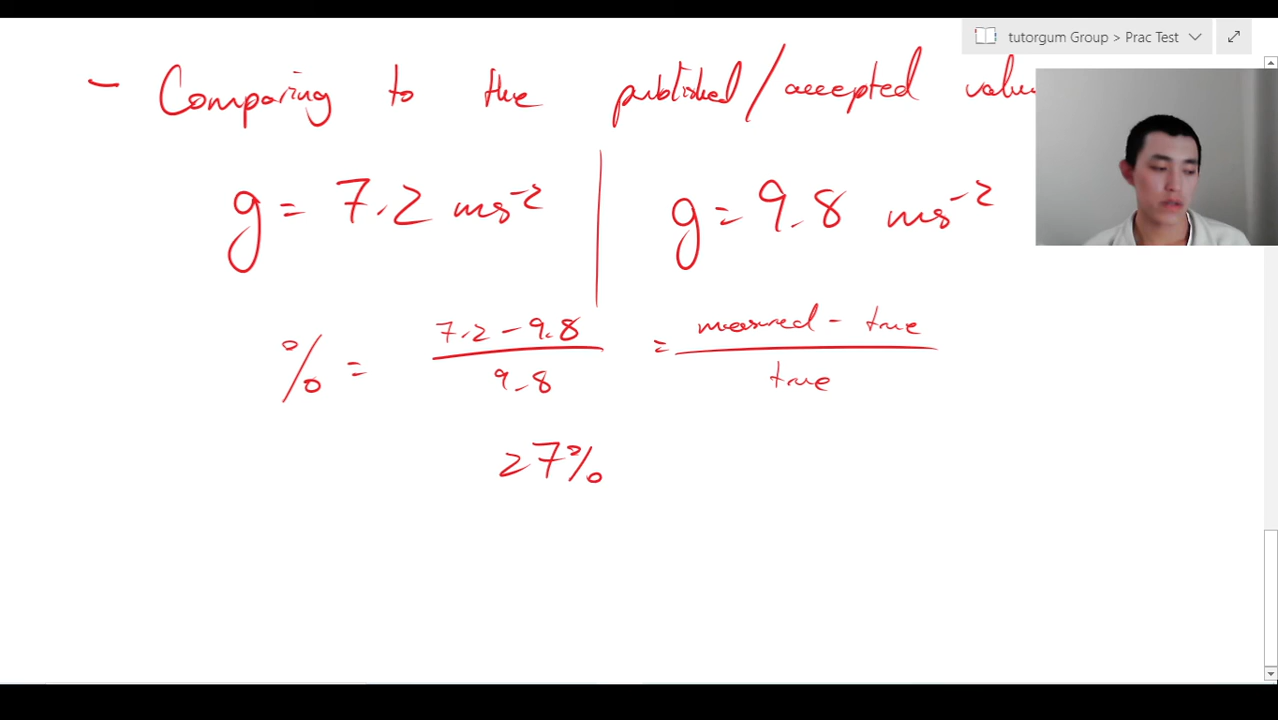 tutorgum Group > Prac Test
- Comparing to the published/accepted
g = 7.2 ms⁻² | g = 9.8 ms⁻²
% = (7.2 - 9.8)/9.8 = (measured - true)/true
27%